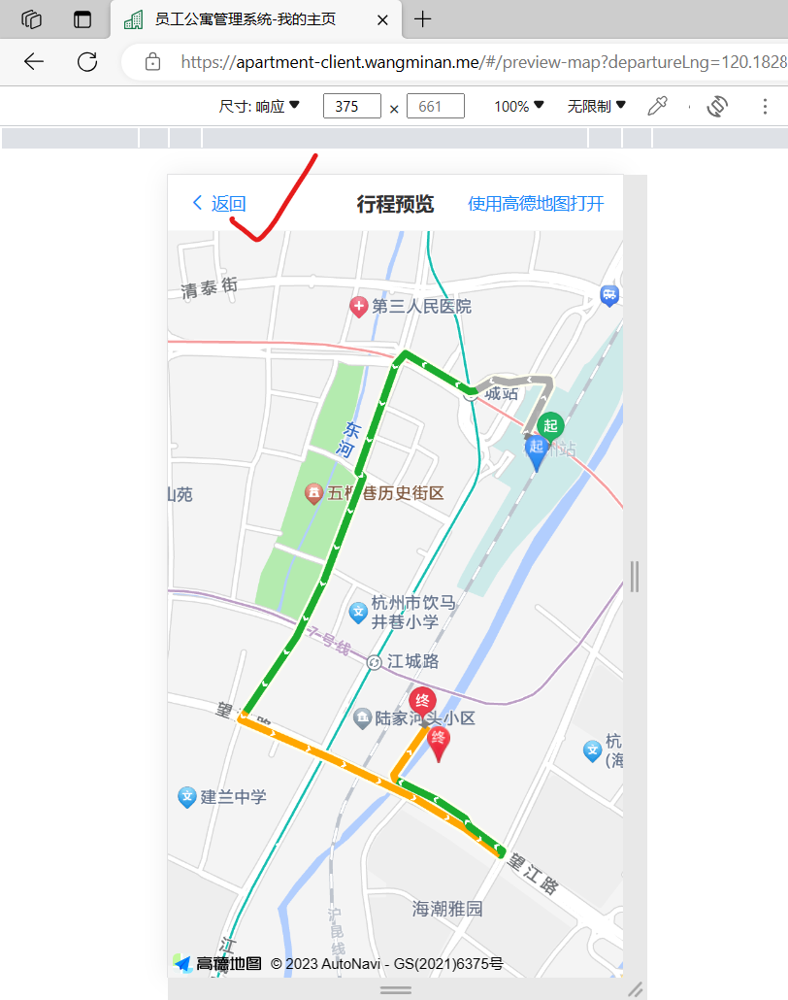 员工公寓管理系统-我的主页
https://apartment-client.wangminan.me/#/preview-map?departureLng=120.1828
尺寸: 响应 375 × 661 100% 无限制
返回 行程预览 使用高德地图打开
清泰街
第三人民医院
城站
起
起
州站
东河
山苑
五柳巷历史街区
杭州市饮马
井巷小学
7号线
江城路
终
望江路
陆家河头小区
终
杭
(海
建兰中学
望江路
海潮雅园
沪昆线
江
高德地图 © 2023 AutoNavi - GS(2021)6375号